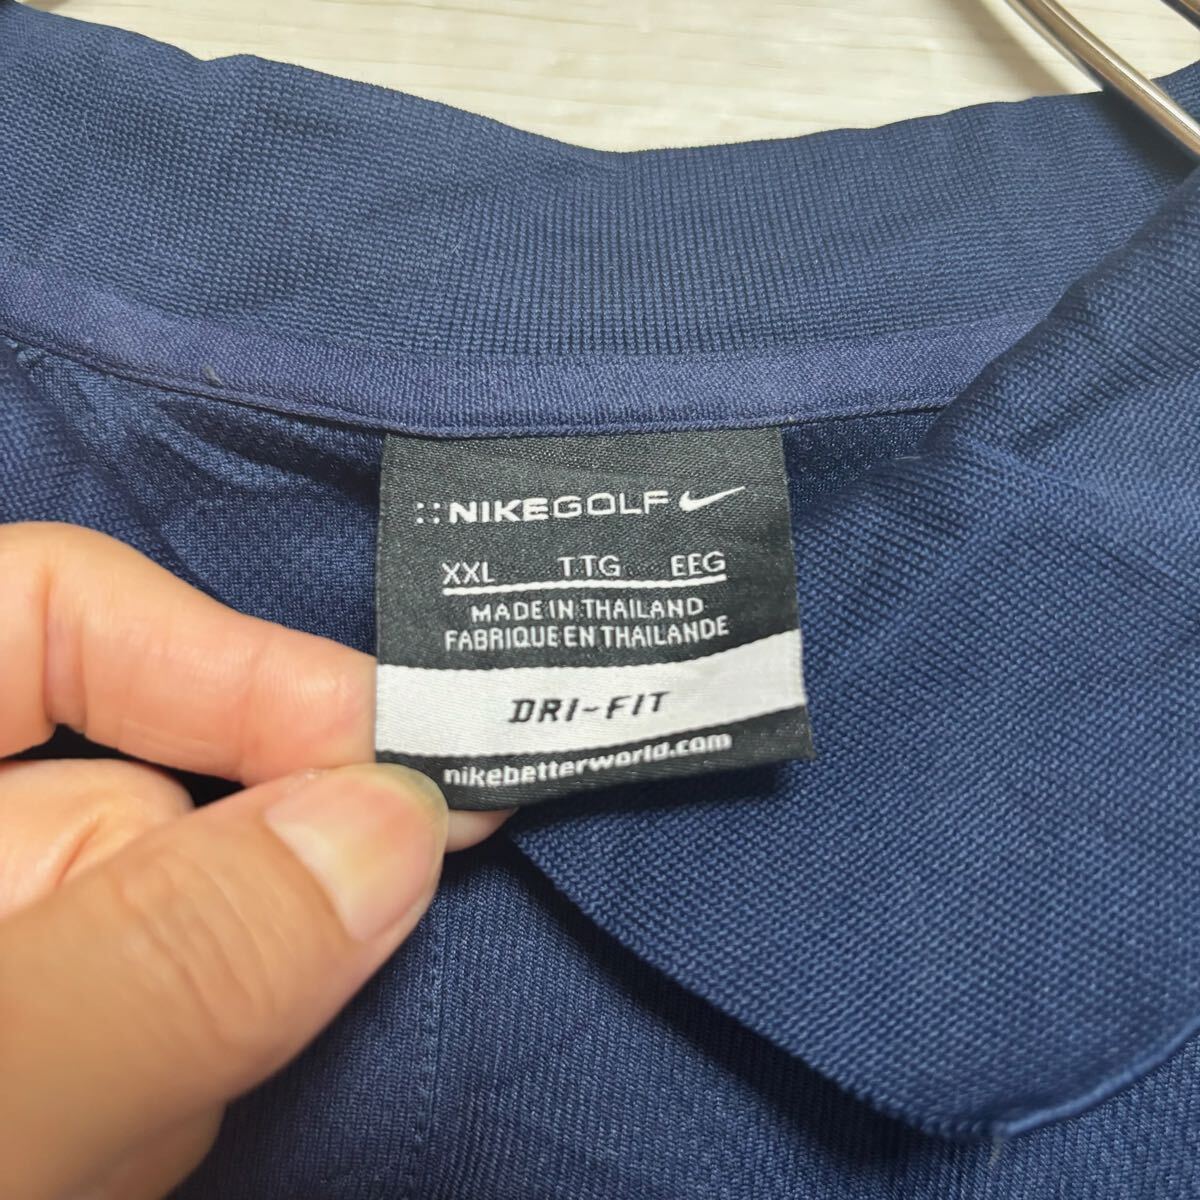 NIKEGOLF
XXL TTG EEG
MADE IN THAILAND
FABRIQUE EN THAILANDE
DRI-FIT
nikebetterworld.com